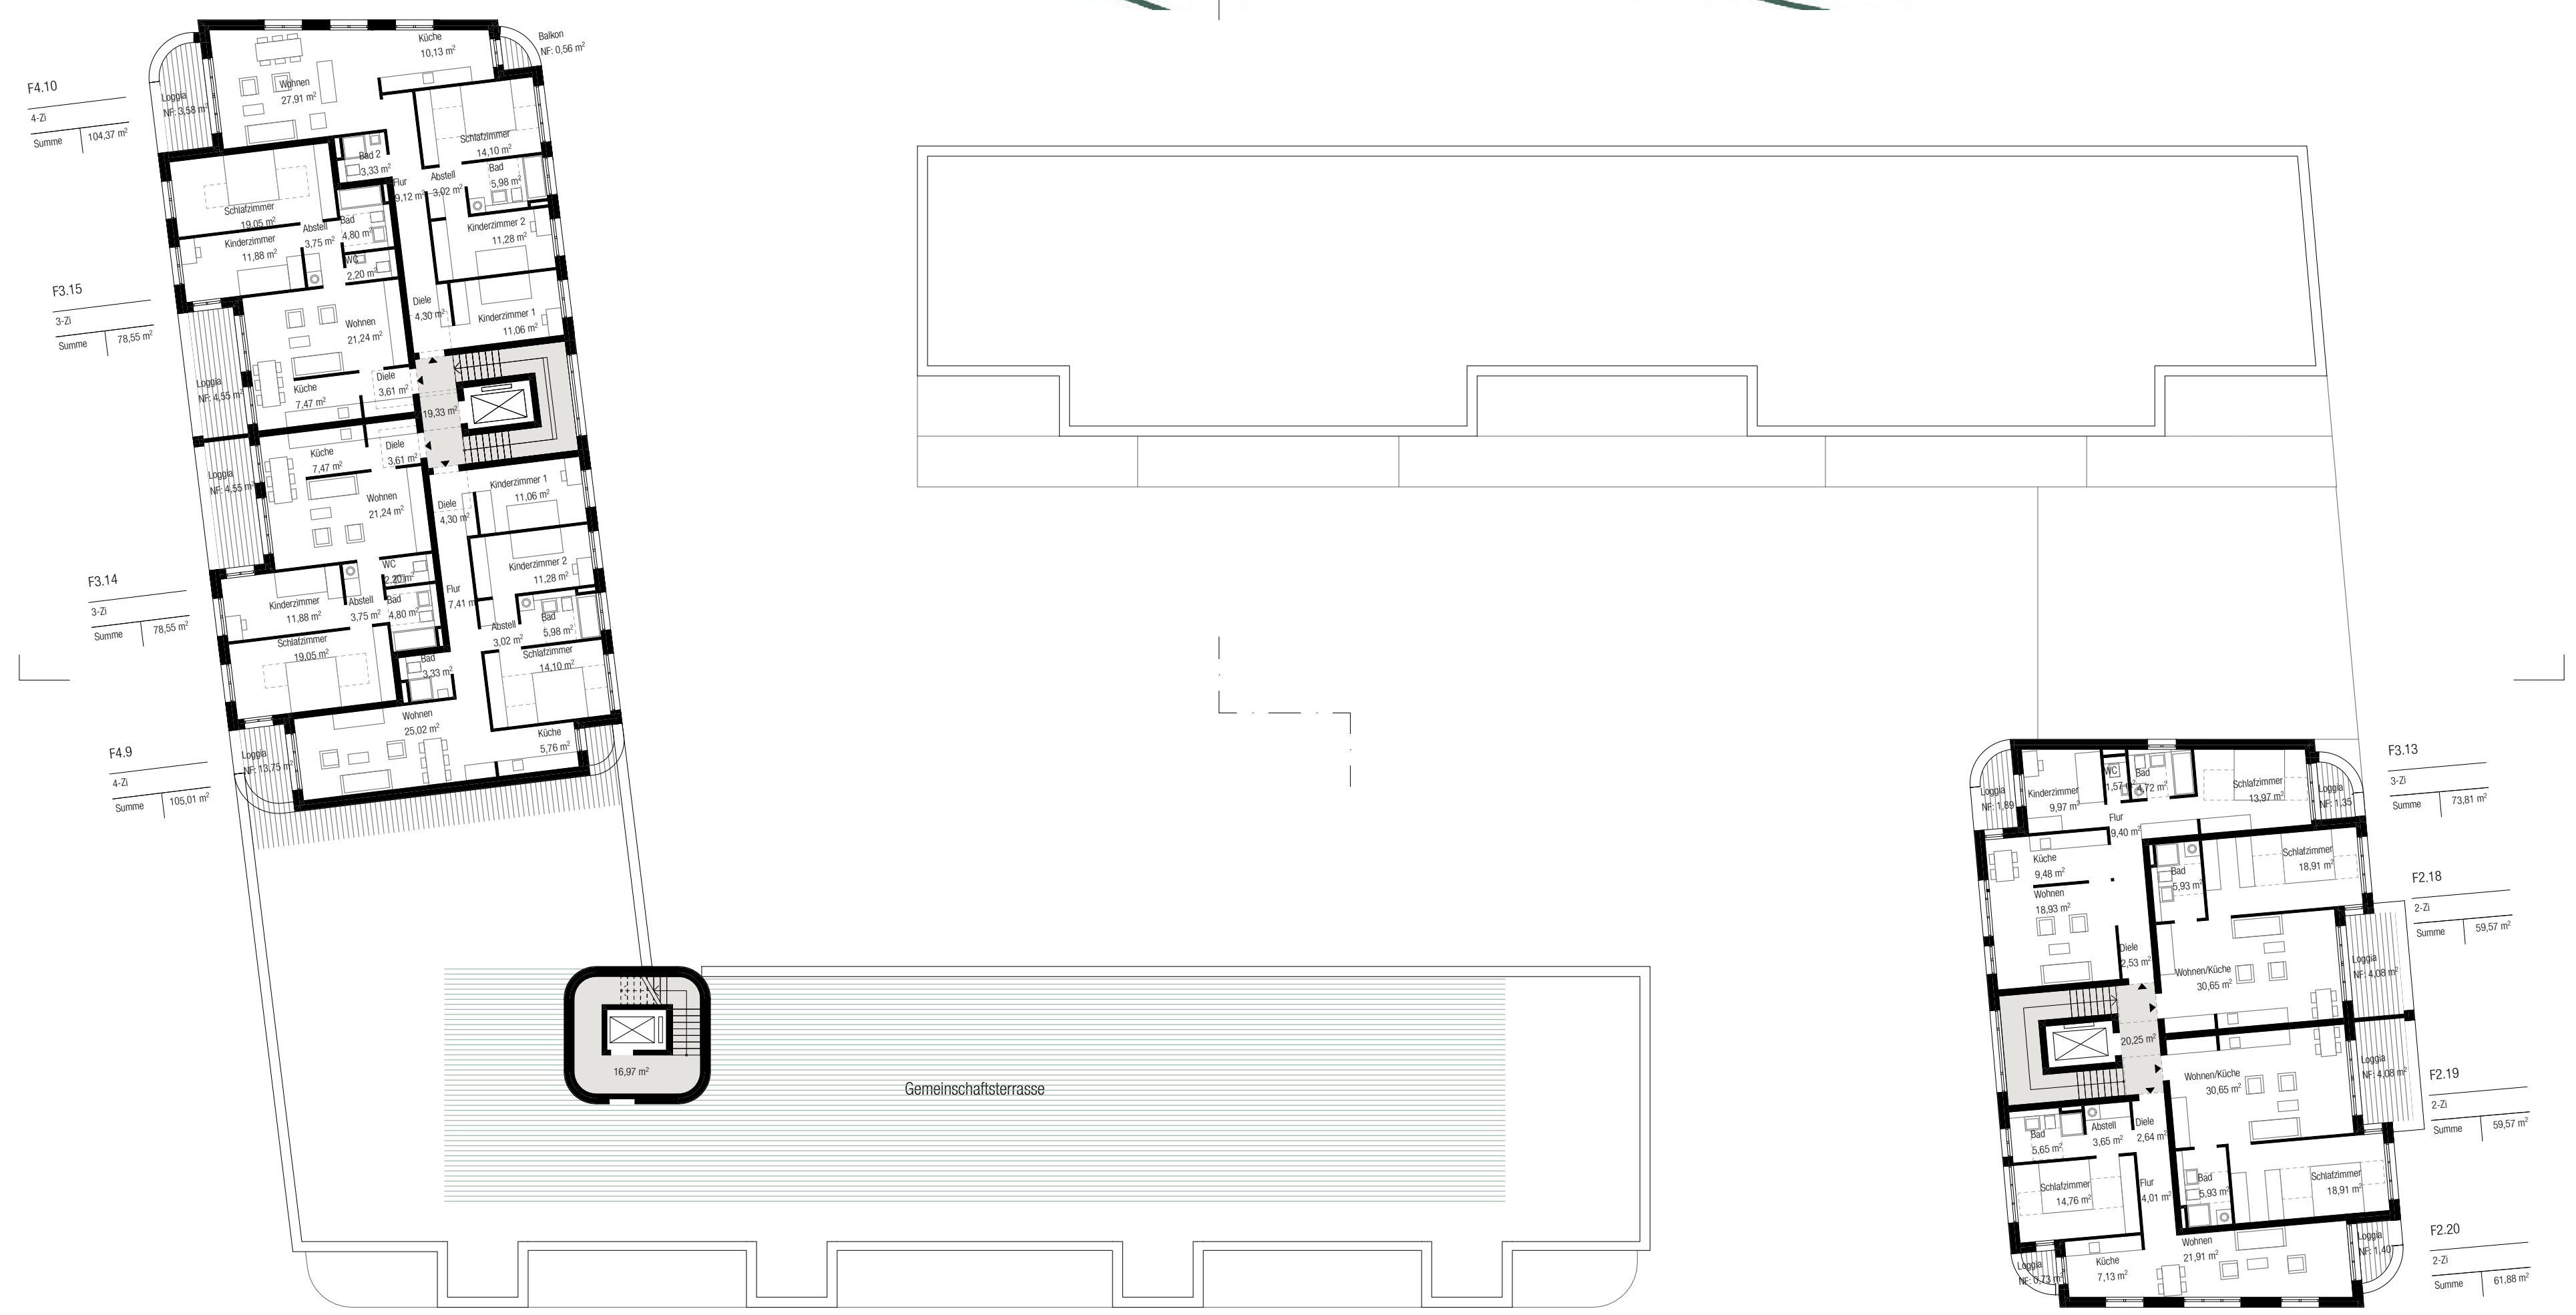 F4.10
4-Zi
Summe 104,37 m²
Loggia
NF: 3,58 m²
Wohnen
27,91 m²
Küche
10,13 m²
Balkon
NF: 0,56 m²
Schlafzimmer
14,10 m²
Bad 2
3,33 m²
Flur
9,12 m²
Abstell
3,02 m²
Bad
5,98 m²
Kinderzimmer 2
11,28 m²
Diele
4,30 m²
Kinderzimmer 1
11,06 m²
F3.15
3-Zi
Summe 78,55 m²
Schlafzimmer
19,05 m²
Kinderzimmer
11,88 m²
Abstell
3,75 m²
Bad
4,80 m²
WC
2,20 m²
Wohnen
21,24 m²
Loggia
NF: 4,55 m²
Küche
7,47 m²
Diele
3,61 m²
19,33 m²
F3.14
3-Zi
Summe 78,55 m²
Loggia
NF: 4,55 m²
Küche
7,47 m²
Diele
3,61 m²
Wohnen
21,24 m²
WC
2,20 m²
Kinderzimmer
11,88 m²
Abstell
3,75 m²
Bad
4,80 m²
Schlafzimmer
19,05 m²
F4.9
4-Zi
Summe 105,01 m²
Kinderzimmer 1
11,06 m²
Diele
4,30 m²
Kinderzimmer 2
11,28 m²
Flur
7,41 m
Abstell
3,02 m²
Bad
5,98 m²
Schlafzimmer
14,10 m²
Bad
3,33 m²
Wohnen
25,02 m²
Küche
5,76 m²
Loggia
NF: 13,75 m²
16,97 m²
Gemeinschaftsterrasse
F3.13
3-Zi
Summe 73,81 m²
Loggia
NF: 1,89
Kinderzimmer
9,97 m²
WC
1,57
Bad
4,72 m²
Schlafzimmer
13,97 m²
Loggia
NF: 1,35
Flur
9,40 m²
Küche
9,48 m²
Wohnen
18,93 m²
Diele
2,53 m²
F2.18
2-Zi
Summe 59,57 m²
Schlafzimmer
18,91 m²
Bad
5,93 m²
Wohnen/Küche
30,65 m²
Loggia
NF: 4,08 m²
20,25 m²
F2.19
2-Zi
Summe 59,57 m²
Wohnen/Küche
30,65 m²
Loggia
NF: 4,08 m²
Bad
5,93 m²
Schlafzimmer
18,91 m²
F2.20
2-Zi
Summe 61,88 m²
Bad
5,65 m²
Abstell
3,65 m²
Diele
2,64 m²
Schlafzimmer
14,76 m²
Flur
4,01 m²
Loggia
NF: 0,73 m²
Küche
7,13 m²
Wohnen
21,91 m²
Loggia
NF: 1,40